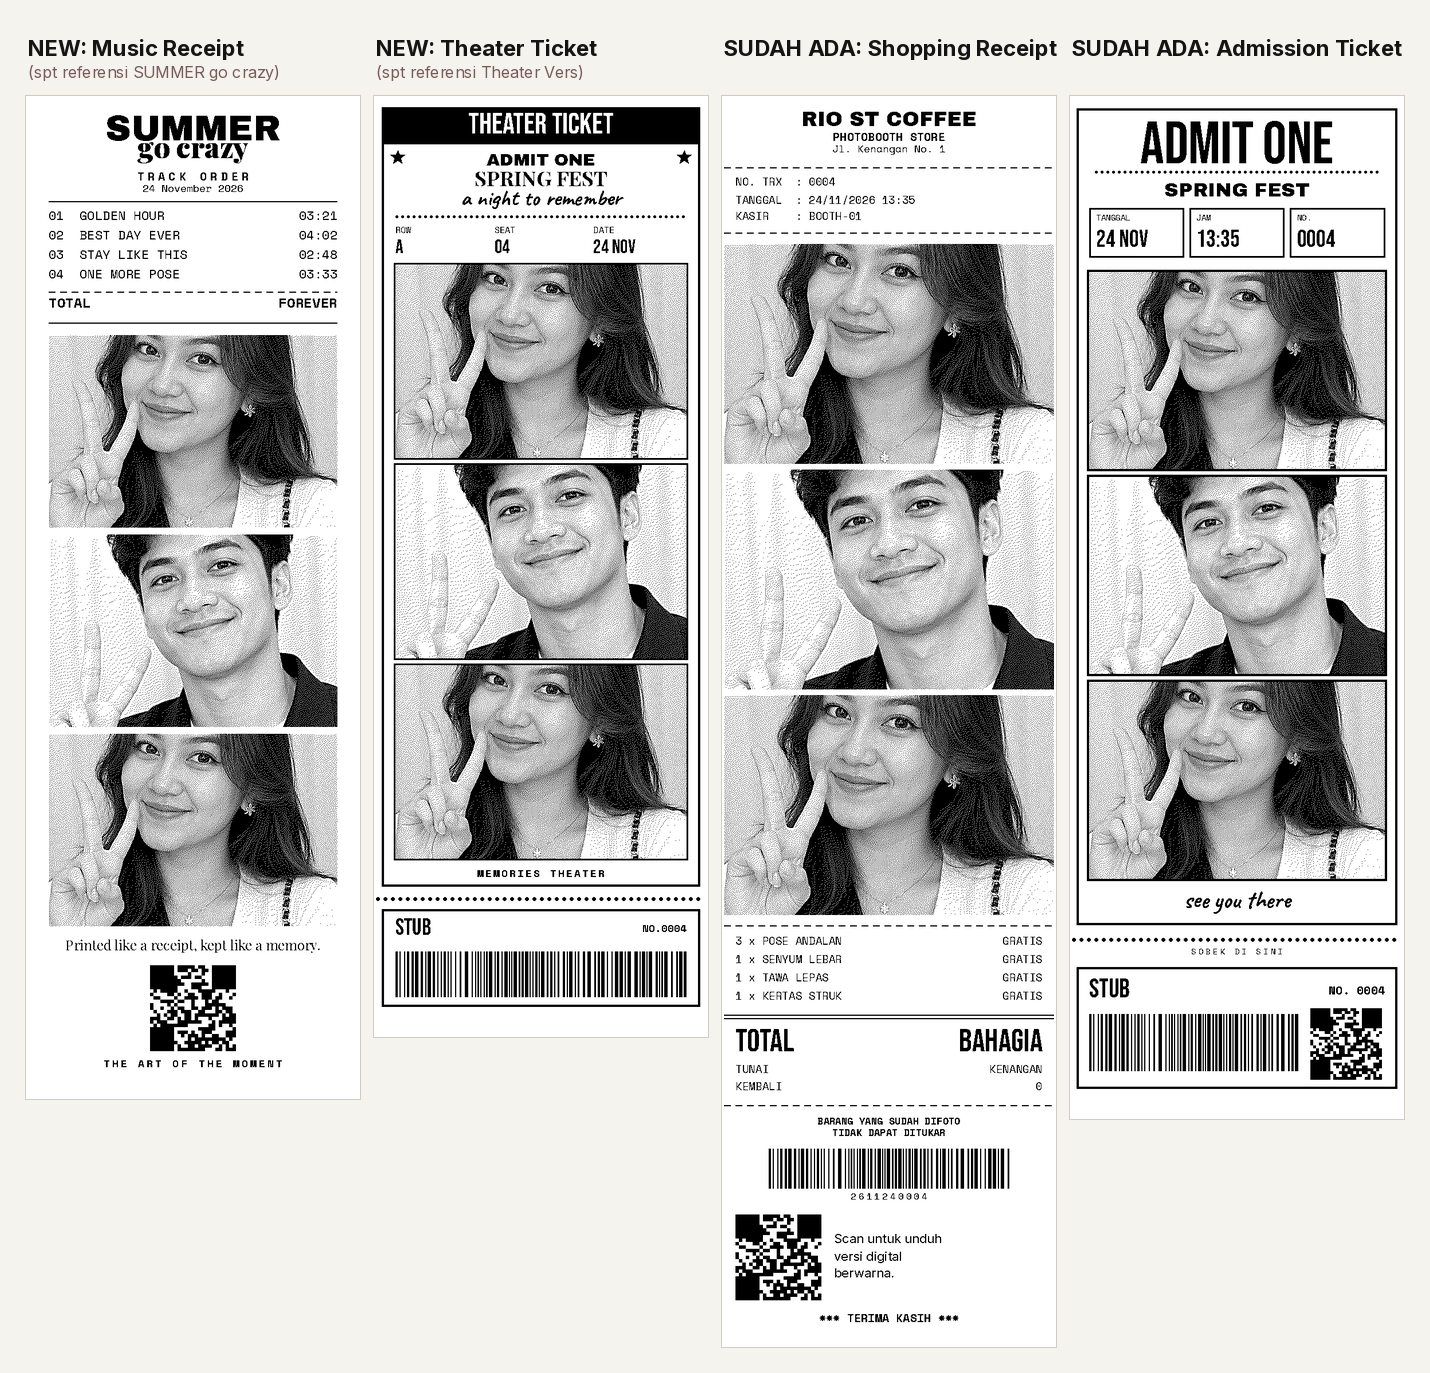 NEW: Music Receipt
(spt referensi SUMMER go crazy)
SUMMER
go crazy
TRACK ORDER
24 November 2026
01 GOLDEN HOUR 03:21
02 BEST DAY EVER 04:02
03 STAY LIKE THIS 02:48
04 ONE MORE POSE 03:33
TOTAL FOREVER
Printed like a receipt, kept like a memory.
THE ART OF THE MOMENT
NEW: Theater Ticket
(spt referensi Theater Vers)
THEATER TICKET
★ ADMIT ONE ★
SPRING FEST
a night to remember
ROW SEAT DATE
A 04 24 NOV
MEMORIES THEATER
STUB NO.0004
SUDAH ADA: Shopping Receipt
RIO ST COFFEE
PHOTOBOOTH STORE
Jl. Kenangan No. 1
NO. TRX : 0004
TANGGAL : 24/11/2026 13:35
KASIR : BOOTH-01
3 x POSE ANDALAN GRATIS
1 x SENYUM LEBAR GRATIS
1 x TAWA LEPAS GRATIS
1 x KERTAS STRUK GRATIS
TOTAL BAHAGIA
TUNAI KENANGAN
KEMBALI 0
BARANG YANG SUDAH DIFOTO
TIDAK DAPAT DITUKAR
2611240004
Scan untuk unduh
versi digital
berwarna.
*** TERIMA KASIH ***
SUDAH ADA: Admission Ticket
ADMIT ONE
SPRING FEST
TANGGAL JAM NO.
24 NOV 13:35 0004
see you there
SOBEK DI SINI
STUB NO. 0004